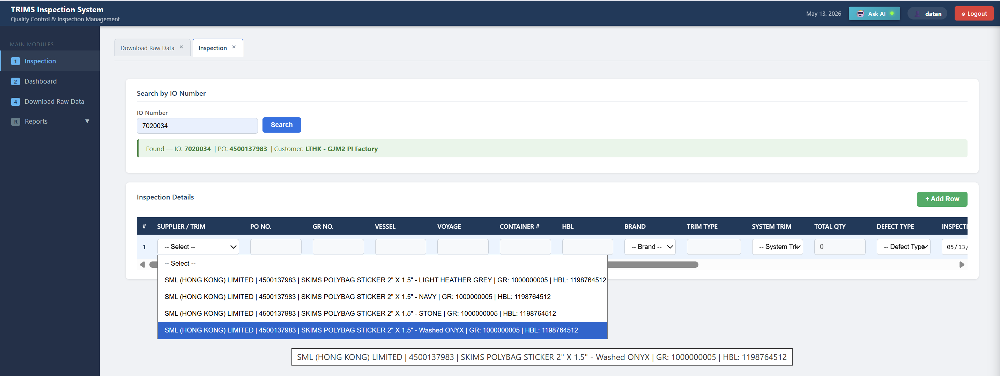 TRIMS Inspection System
Quality Control & Inspection Management
May 13, 2026
Ask AI
datan
Logout
MAIN MODULES
1 Inspection
2 Dashboard
4 Download Raw Data
R Reports ▼
Download Raw Data ×
Inspection ×
Search by IO Number
IO Number
7020034
Search
Found — IO: 7020034 | PO: 4500137983 | Customer: LTHK - GJM2 PI Factory
Inspection Details
+ Add Row
# SUPPLIER / TRIM PO NO. GR NO. VESSEL VOYAGE CONTAINER # HBL BRAND TRIM TYPE SYSTEM TRIM TOTAL QTY DEFECT TYPE INSPECTE
1 -- Select -- -- Brand -- -- System Tri 0 -- Defect Type 05/13/
-- Select --
SML (HONG KONG) LIMITED | 4500137983 | SKIMS POLYBAG STICKER 2" X 1.5" - LIGHT HEATHER GREY | GR: 1000000005 | HBL: 1198764512
SML (HONG KONG) LIMITED | 4500137983 | SKIMS POLYBAG STICKER 2" X 1.5" - NAVY | GR: 1000000005 | HBL: 1198764512
SML (HONG KONG) LIMITED | 4500137983 | SKIMS POLYBAG STICKER 2" X 1.5" - STONE | GR: 1000000005 | HBL: 1198764512
SML (HONG KONG) LIMITED | 4500137983 | SKIMS POLYBAG STICKER 2" X 1.5" - Washed ONYX | GR: 1000000005 | HBL: 1198764512
SML (HONG KONG) LIMITED | 4500137983 | SKIMS POLYBAG STICKER 2" X 1.5" - Washed ONYX | GR: 1000000005 | HBL: 1198764512